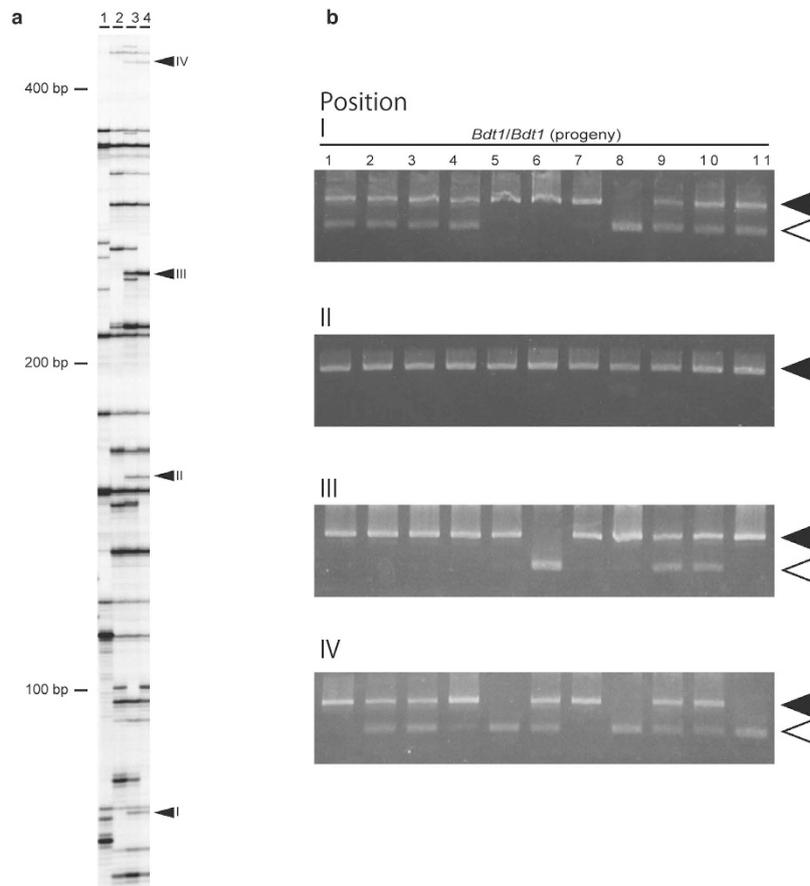 a
1 2 3 4
IV
400 bp
III
200 bp
II
100 bp
I
b
Position
I
Bdt1/Bdt1 (progeny)
1 2 3 4 5 6 7 8 9 10 11
II
III
IV